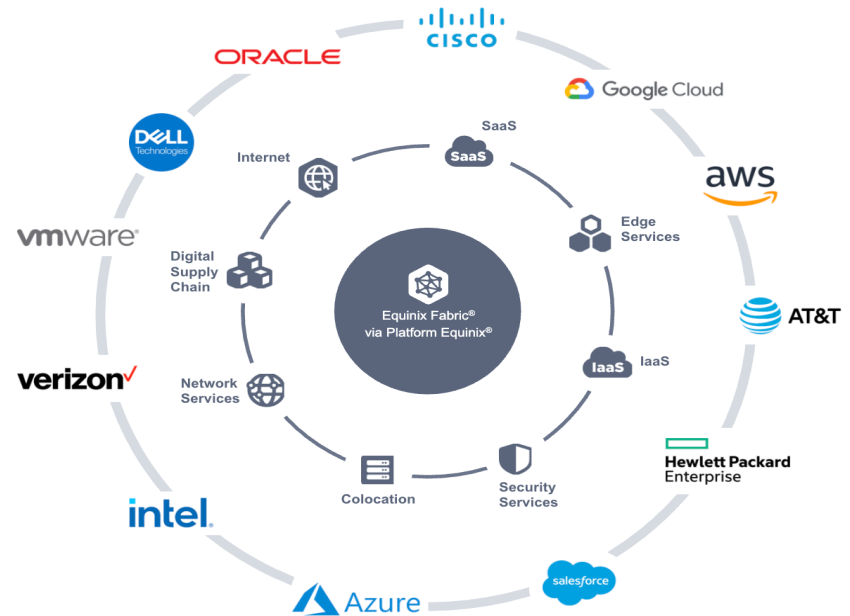 CISCO
ORACLE
Google Cloud
DELL
Technologies
SaaS
SaaS
Internet
aws
Edge
Services
vmware®
Digital
Supply
Chain
Equinix Fabric®
via Platform Equinix®
AT&T
IaaS
IaaS
verizon✓
Network
Services
Hewlett Packard
Enterprise
Colocation
Security
Services
intel.
salesforce
Azure